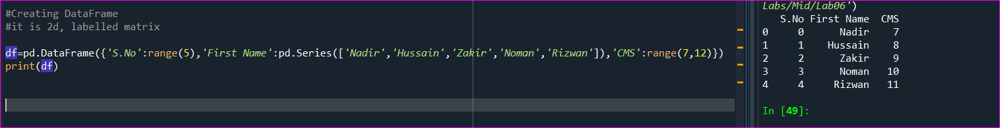 #Creating DataFrame
#it is 2d, labelled matrix
df=pd.DataFrame({'S.No':range(5),'First Name':pd.Series(['Nadir','Hussain','Zakir','Noman','Rizwan']),'CMS':range(7,12)})
print(df)
Labs/Mid/Lab06')
S.No First Name CMS
0 0 Nadir 7
1 1 Hussain 8
2 2 Zakir 9
3 3 Noman 10
4 4 Rizwan 11
In [49]: